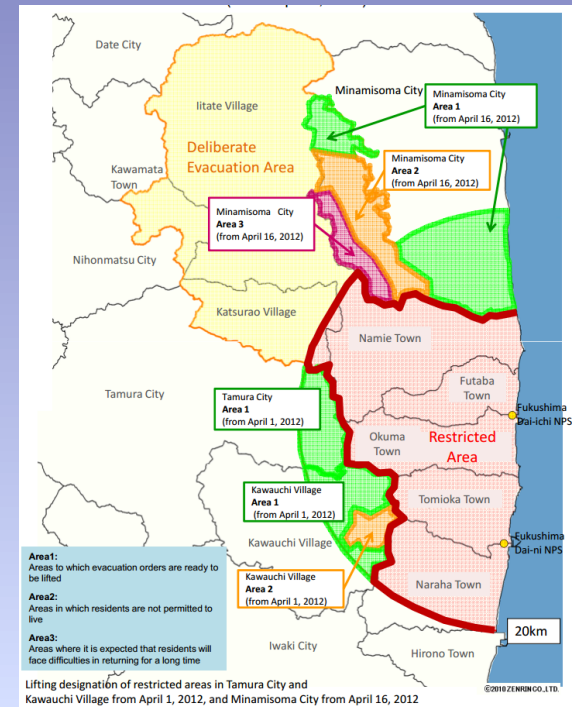 Date City
Minamisoma City
Minamisoma City
Area 1
(from April 16, 2012)
Iitate Village
Deliberate
Evacuation Area
Minamisoma City
Area 2
(from April 16, 2012)
Kawamata
Town
Minamisoma City
Area 3
(from April 16, 2012)
Nihonmatsu City
Katsurao Village
Namie Town
Futaba
Town
Tamura City
Tamura City
Area 1
(from April 1, 2012)
Fukushima
Dai-ichi NPS
Okuma
Town
Restricted
Area
Kawauchi Village
Area 1
(from April 1, 2012)
Tomioka Town
Kawauchi Village
Fukushima
Dai-ni NPS
Area1:
Areas to which evacuation orders are ready to
be lifted
Area2:
Areas in which residents are not permitted to
live
Area3:
Areas where it is expected that residents will
face difficulties in returning for a long time
Kawauchi Village
Area 2
(from April 1, 2012)
Naraha Town
20km
Iwaki City
Hirono Town
Lifting designation of restricted areas in Tamura City and
Kawauchi Village from April 1, 2012, and Minamisoma City from April 16, 2012
©2010 ZENRIN CO.,LTD.